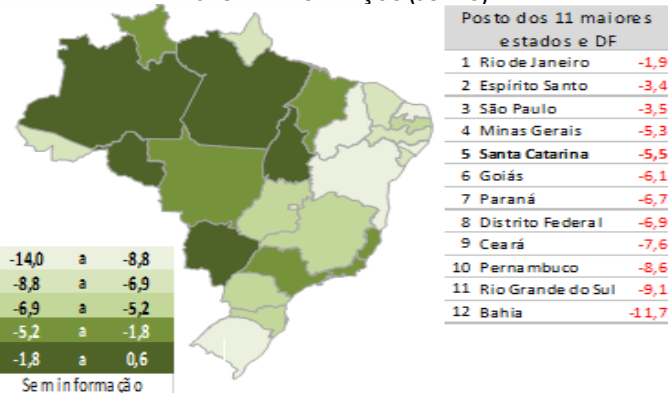 Posto dos 11 maiores
estados e DF
1 Rio de Janeiro -1,9
2 Espírito Santo -3,4
3 São Paulo -3,5
4 Minas Gerais -5,3
5 Santa Catarina -5,5
6 Goiás -6,1
7 Paraná -6,7
8 Distrito Federal -6,9
9 Ceará -7,6
10 Pernambuco -8,6
11 Rio Grande do Sul -9,1
12 Bahia -11,7
-14,0 a -8,8
-8,8 a -6,9
-6,9 a -5,2
-5,2 a -1,8
-1,8 a 0,6
Sem informação